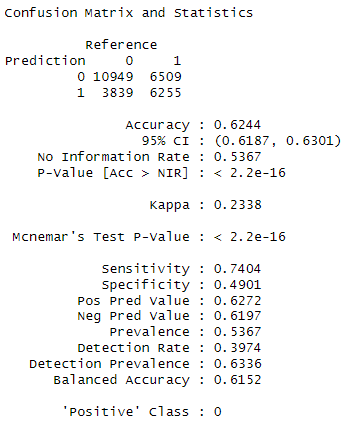 Confusion Matrix and Statistics
Reference
Prediction 0 1
0 10949 6509
1 3839 6255
Accuracy : 0.6244
95% CI : (0.6187, 0.6301)
No Information Rate : 0.5367
P-Value [Acc > NIR] : < 2.2e-16
Kappa : 0.2338
Mcnemar's Test P-Value : < 2.2e-16
Sensitivity : 0.7404
Specificity : 0.4901
Pos Pred Value : 0.6272
Neg Pred Value : 0.6197
Prevalence : 0.5367
Detection Rate : 0.3974
Detection Prevalence : 0.6336
Balanced Accuracy : 0.6152
'Positive' Class : 0